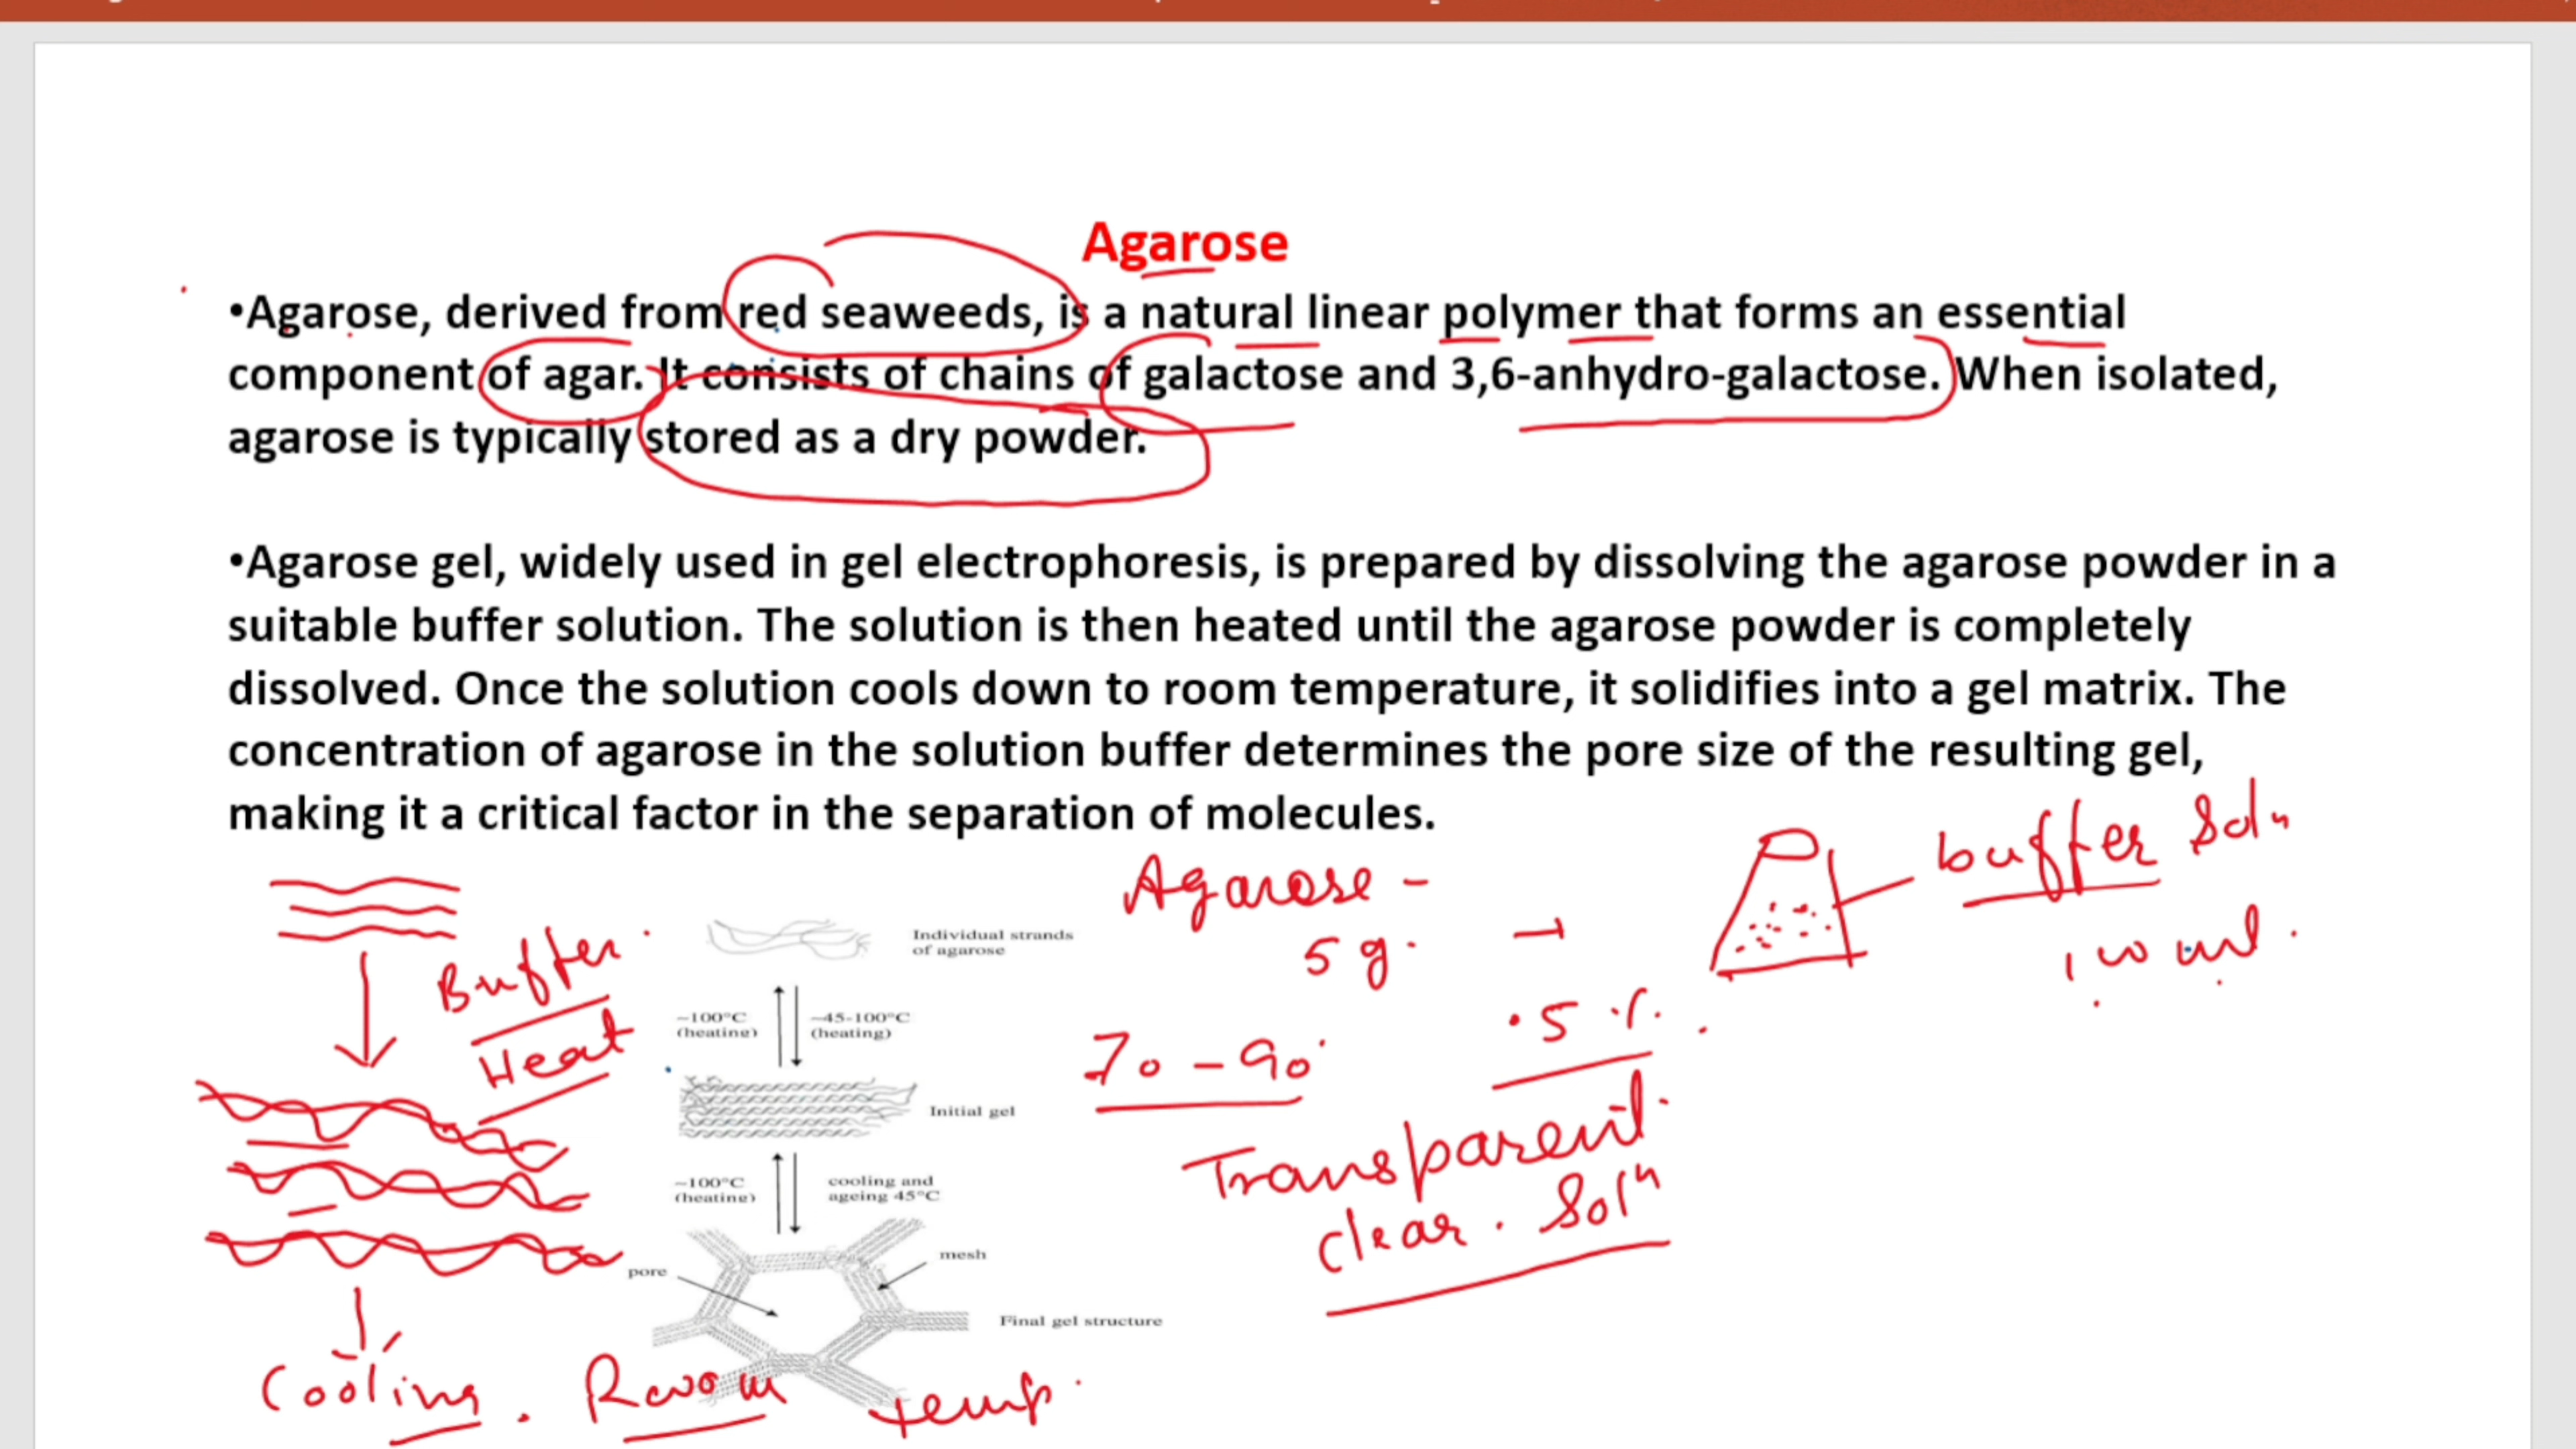 Agarose
•Agarose, derived from red seaweeds, is a natural linear polymer that forms an essential
component of agar. It consists of chains of galactose and 3,6-anhydro-galactose. When isolated,
agarose is typically stored as a dry powder.
•Agarose gel, widely used in gel electrophoresis, is prepared by dissolving the agarose powder in a
suitable buffer solution. The solution is then heated until the agarose powder is completely
dissolved. Once the solution cools down to room temperature, it solidifies into a gel matrix. The
concentration of agarose in the solution buffer determines the pore size of the resulting gel,
making it a critical factor in the separation of molecules.
buffer Soln
100 ml.
Agarose -
5 g.
.5 %.
70 - 90°
Transparent
clear. Soln
Buffer.
Heat
Individual strands
of agarose
~100°C
(heating)
~45-100°C
(heating)
Initial gel
~100°C
(heating)
cooling and
ageing 45°C
mesh
pore
Final gel structure
Cooling. Room temp.